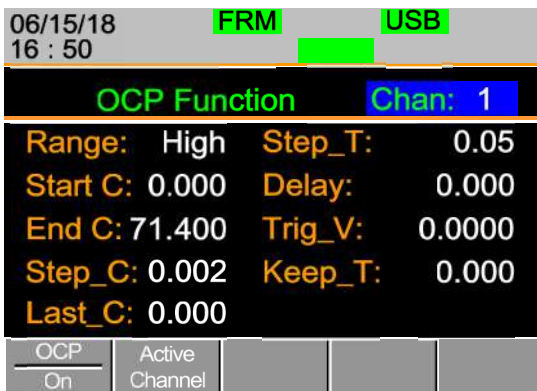 06/15/18 FRM USB
16 : 50
OCP Function Chan: 1
Range: High Step_T: 0.05
Start C: 0.000 Delay: 0.000
End C: 71.400 Trig_V: 0.0000
Step_C: 0.002 Keep_T: 0.000
Last_C: 0.000
OCP Active
On Channel